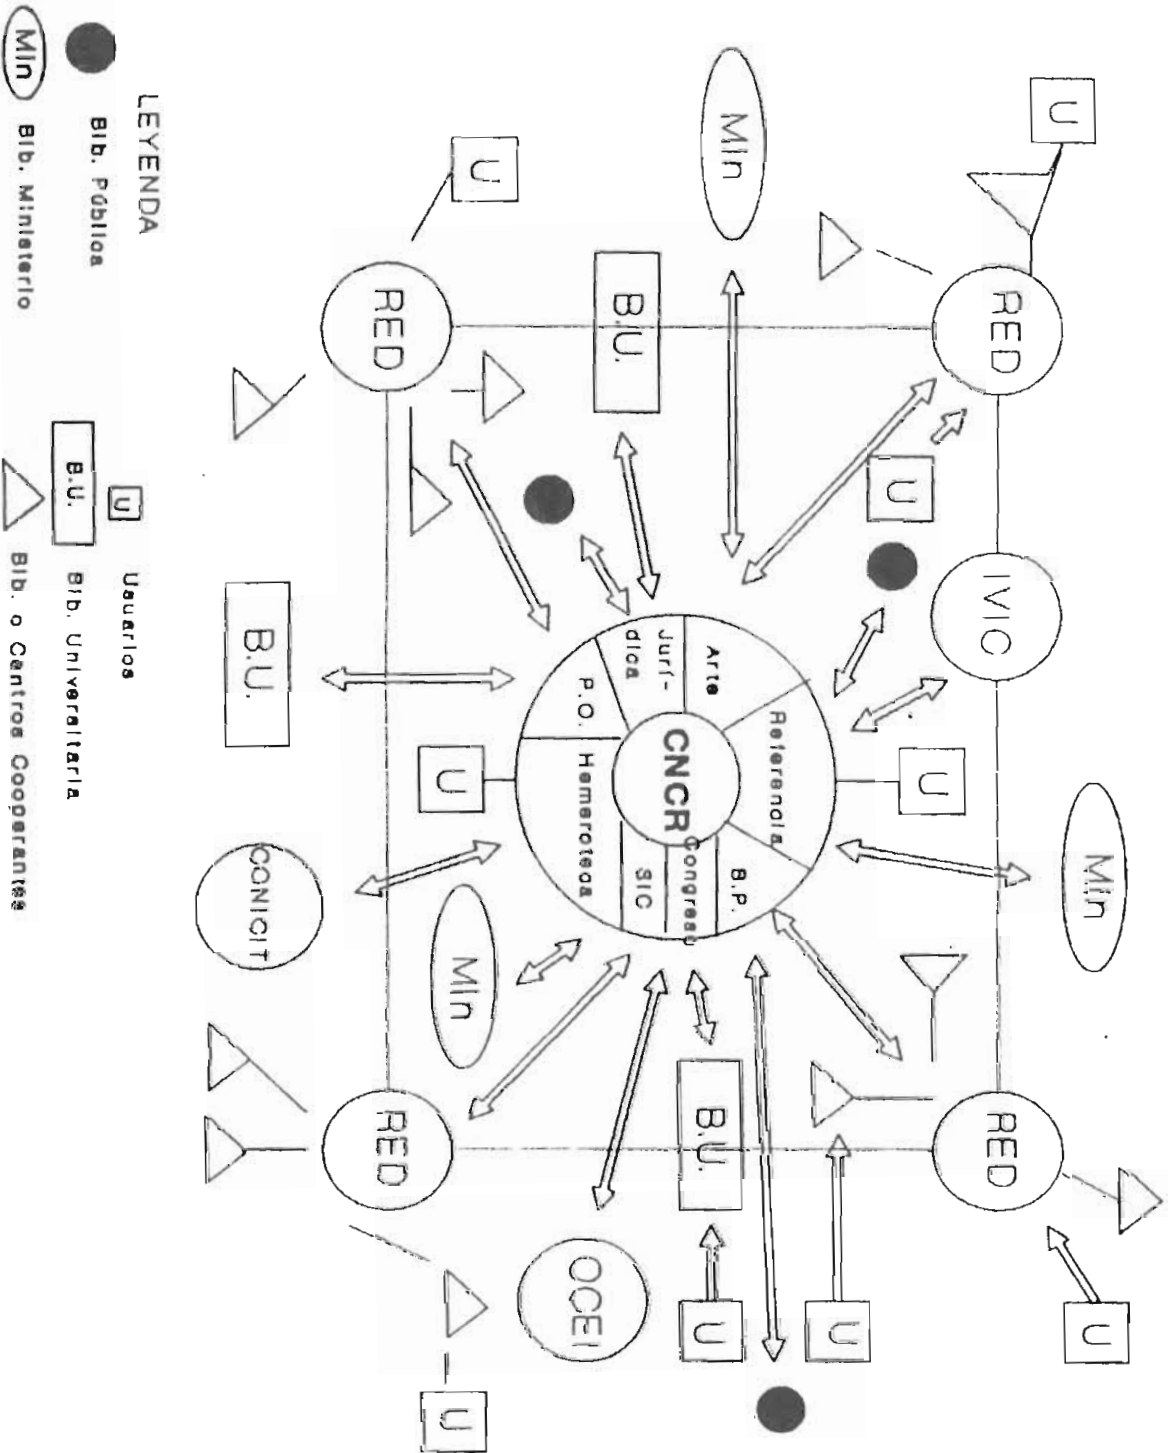 Min
U
U
RED
IVIC
RED
U
U
U
Referencia
Min
B.P.
Arte
B.U.
U
Congreso
CNCR
Jurí-
dica
SIC
B.U.
P.O.
Hemeroteca
OCEI
U
Min
U
U
RED
RED
B.U.
CONICIT
LEYENDA
Bib. Pública
Min Bib. Ministerio
U Usuarios
B.U. Bib. Universitaria
Bib. o Centros Cooperantes